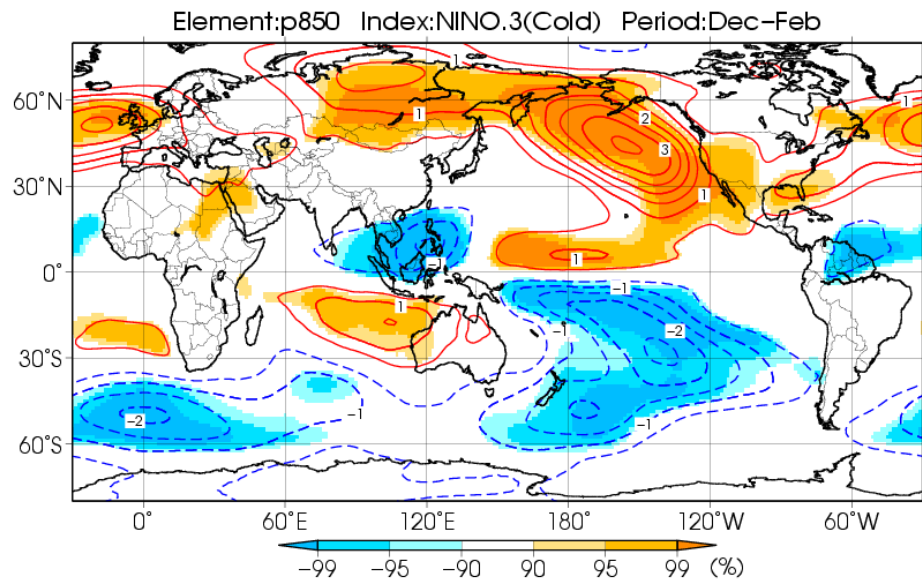 Element:p850 Index:NINO.3(Cold) Period:Dec–Feb
1
60°N
1
1
2
3
30°N
1
−1
1
0°
1
−1
−1
−2
30°S
−1
−2
−1
60°S
0° 60°E 120°E 180° 120°W 60°W
−99 −95 −90 90 95 99 (%)